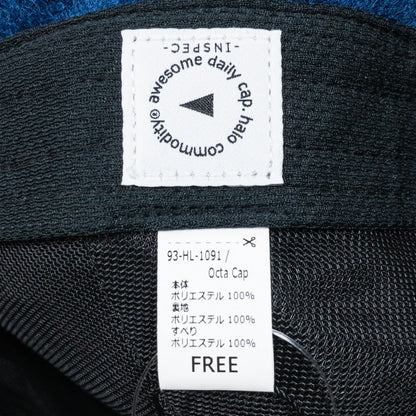 -INSPEC-
awesome daily cap. halo commodity®
93-HL-1091 /
Octa Cap
本体
ポリエステル 100%
裏地
ポリエステル 100%
すべり
ポリエステル 100%
FREE